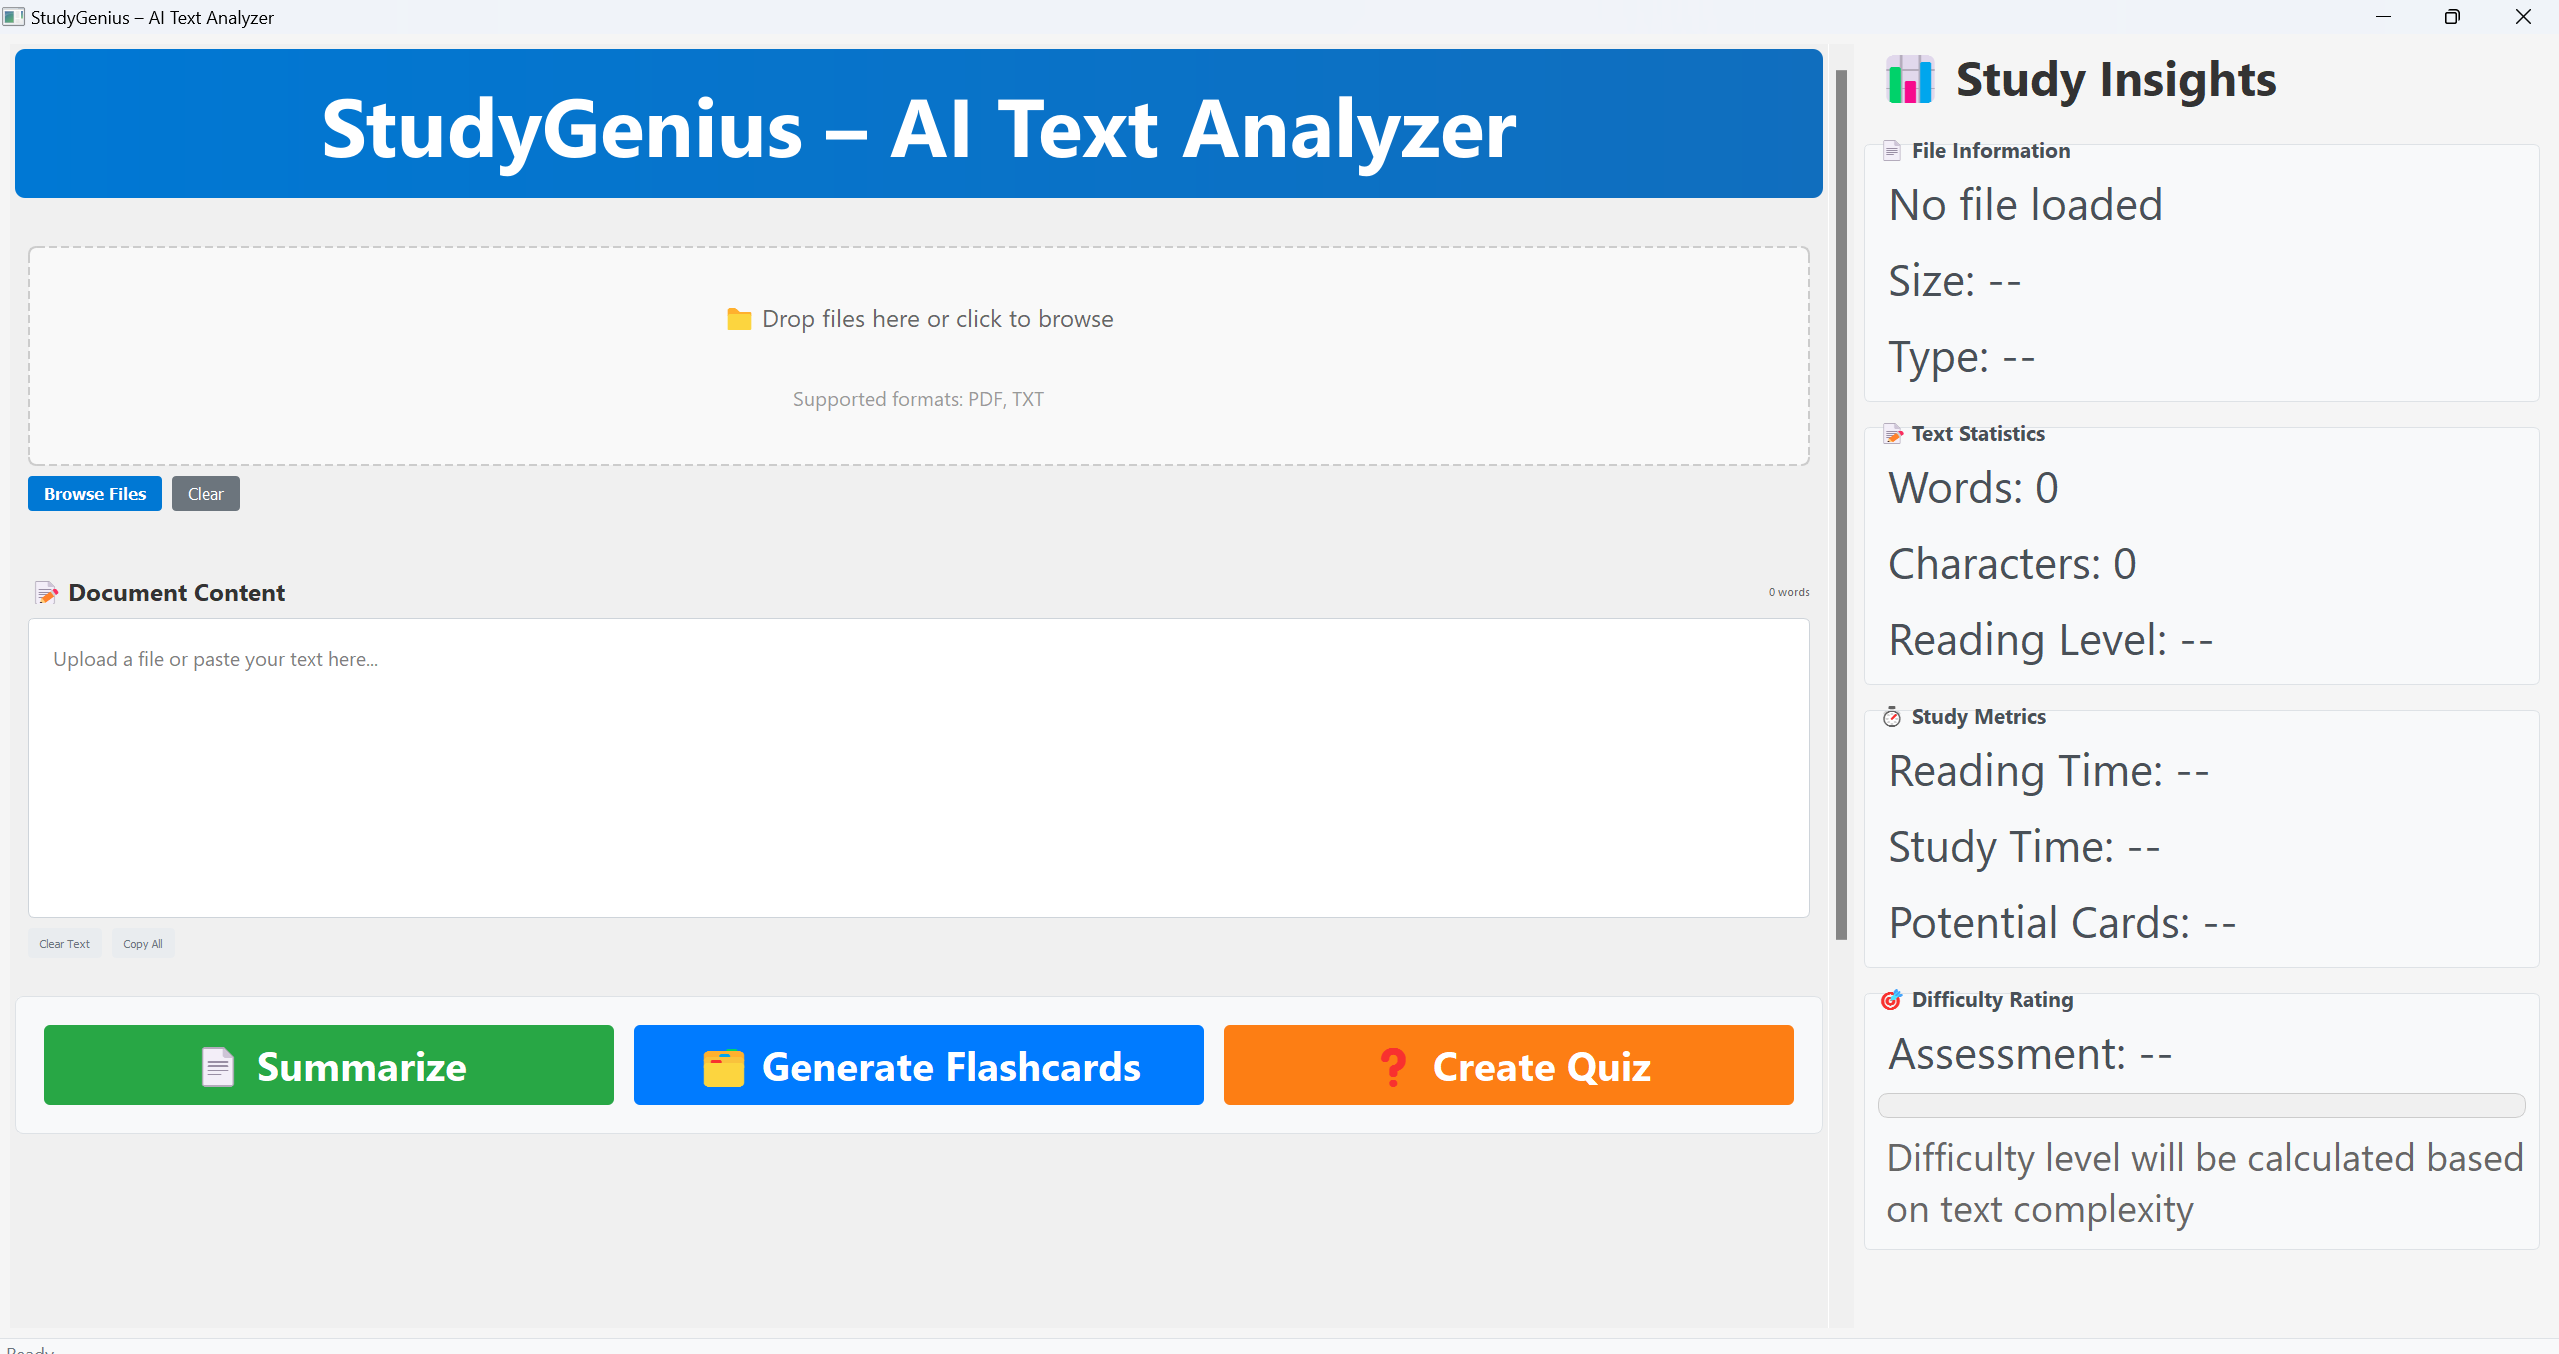 StudyGenius – AI Text Analyzer
StudyGenius – AI Text Analyzer
Drop files here or click to browse
Supported formats: PDF, TXT
Browse Files
Clear
Document Content
0 words
Upload a file or paste your text here...
Clear Text
Copy All
Summarize
Generate Flashcards
Create Quiz
Study Insights
File Information
No file loaded
Size: --
Type: --
Text Statistics
Words: 0
Characters: 0
Reading Level: --
Study Metrics
Reading Time: --
Study Time: --
Potential Cards: --
Difficulty Rating
Assessment: --
Difficulty level will be calculated based
on text complexity
Ready